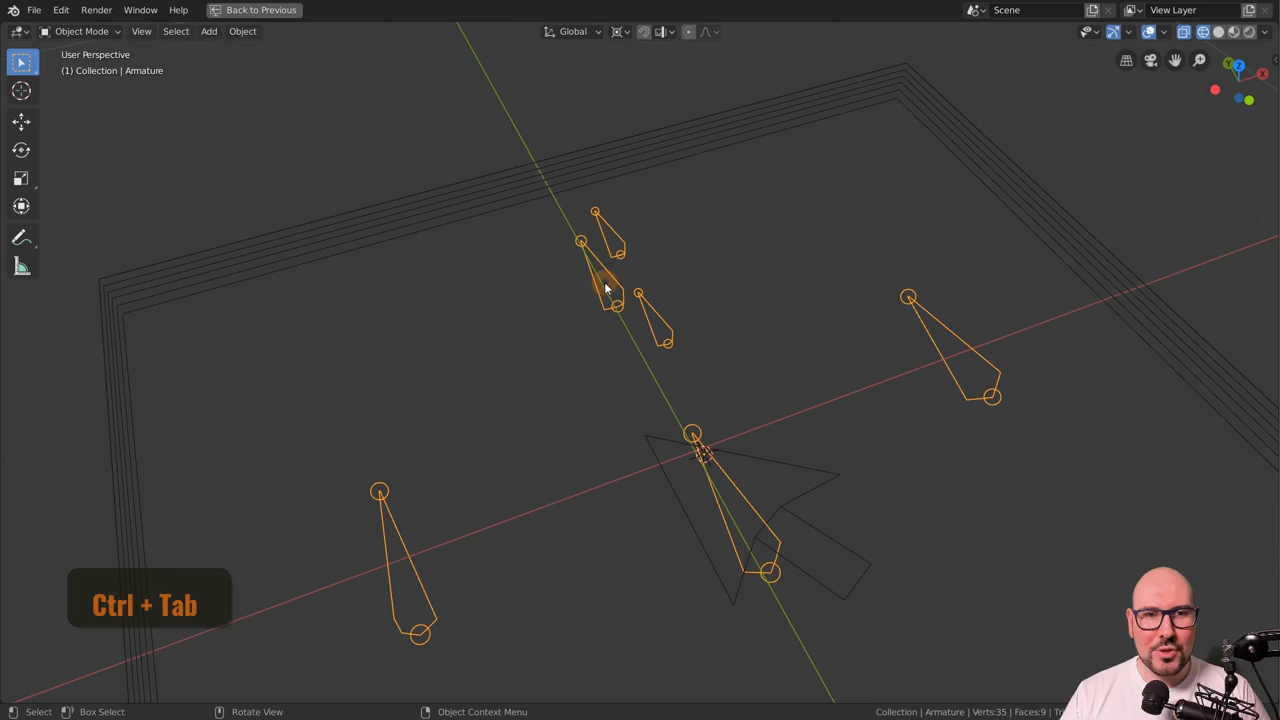 File Edit Render Window Help Back to Previous Scene View Layer
Object Mode View Select Add Object Global
User Perspective
(1) Collection | Armature
Z
Y
X
Ctrl + Tab
Select Box Select Rotate View Object Context Menu Collection | Armature | Verts:35 | Faces:9 | Tri